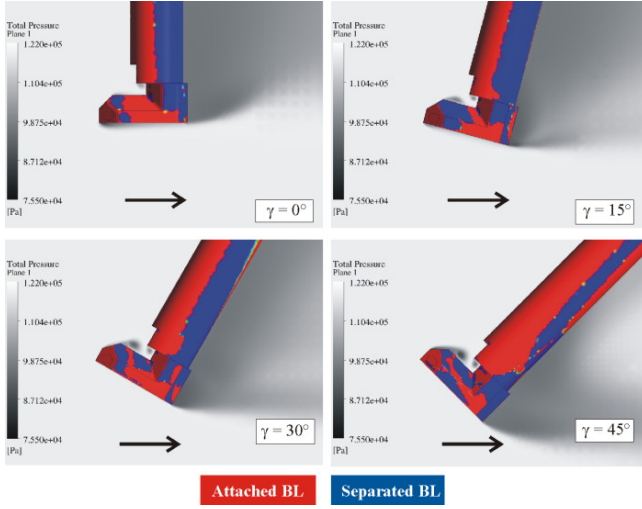 Total Pressure
Plane 1
1.220e+05
1.104e+05
9.875e+04
8.712e+04
7.550e+04
[Pa]
γ = 0°
Total Pressure
Plane 1
1.220e+05
1.104e+05
9.875e+04
8.712e+04
7.550e+04
[Pa]
γ = 15°
Total Pressure
Plane 1
1.220e+05
1.104e+05
9.875e+04
8.712e+04
7.550e+04
[Pa]
γ = 30°
Total Pressure
Plane 1
1.220e+05
1.104e+05
9.875e+04
8.712e+04
7.550e+04
[Pa]
γ = 45°
Attached BL
Separated BL